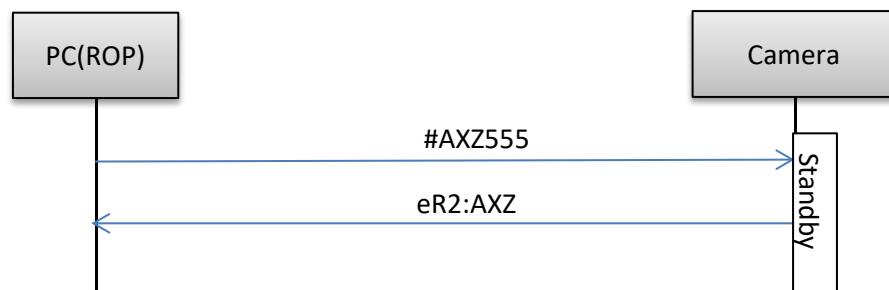 PC(ROP)
Camera
#AXZ555
Standby
eR2:AXZ